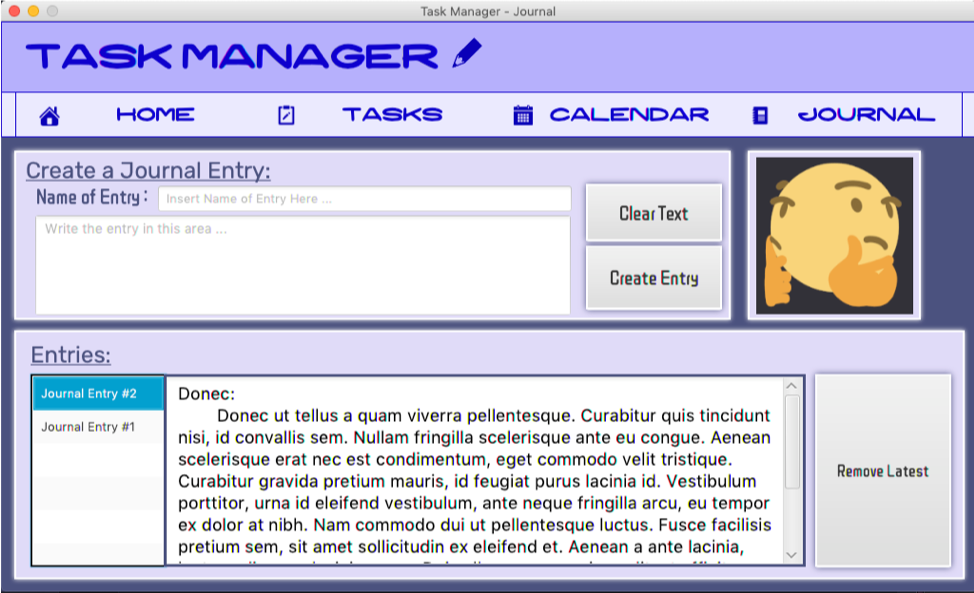 Task Manager - Journal
TASK MANAGER
HOME TASKS CALENDAR JOURNAL
Create a Journal Entry:
Name of Entry: Insert Name of Entry Here ...
Write the entry in this area ...
Clear Text
Create Entry
Entries:
Journal Entry #2
Journal Entry #1
Donec:
Donec ut tellus a quam viverra pellentesque. Curabitur quis tincidunt
nisi, id convallis sem. Nullam fringilla scelerisque ante eu congue. Aenean
scelerisque erat nec est condimentum, eget commodo velit tristique.
Curabitur gravida pretium mauris, id feugiat purus lacinia id. Vestibulum
porttitor, urna id eleifend vestibulum, ante neque fringilla arcu, eu tempor
ex dolor at nibh. Nam commodo dui ut pellentesque luctus. Fusce facilisis
pretium sem, sit amet sollicitudin ex eleifend et. Aenean a ante lacinia,
Remove Latest